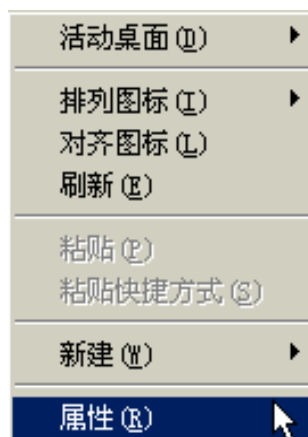 活动桌面(D)
排列图标(I)
对齐图标(L)
刷新(E)
粘贴(P)
粘贴快捷方式(S)
新建(W)
属性(R)